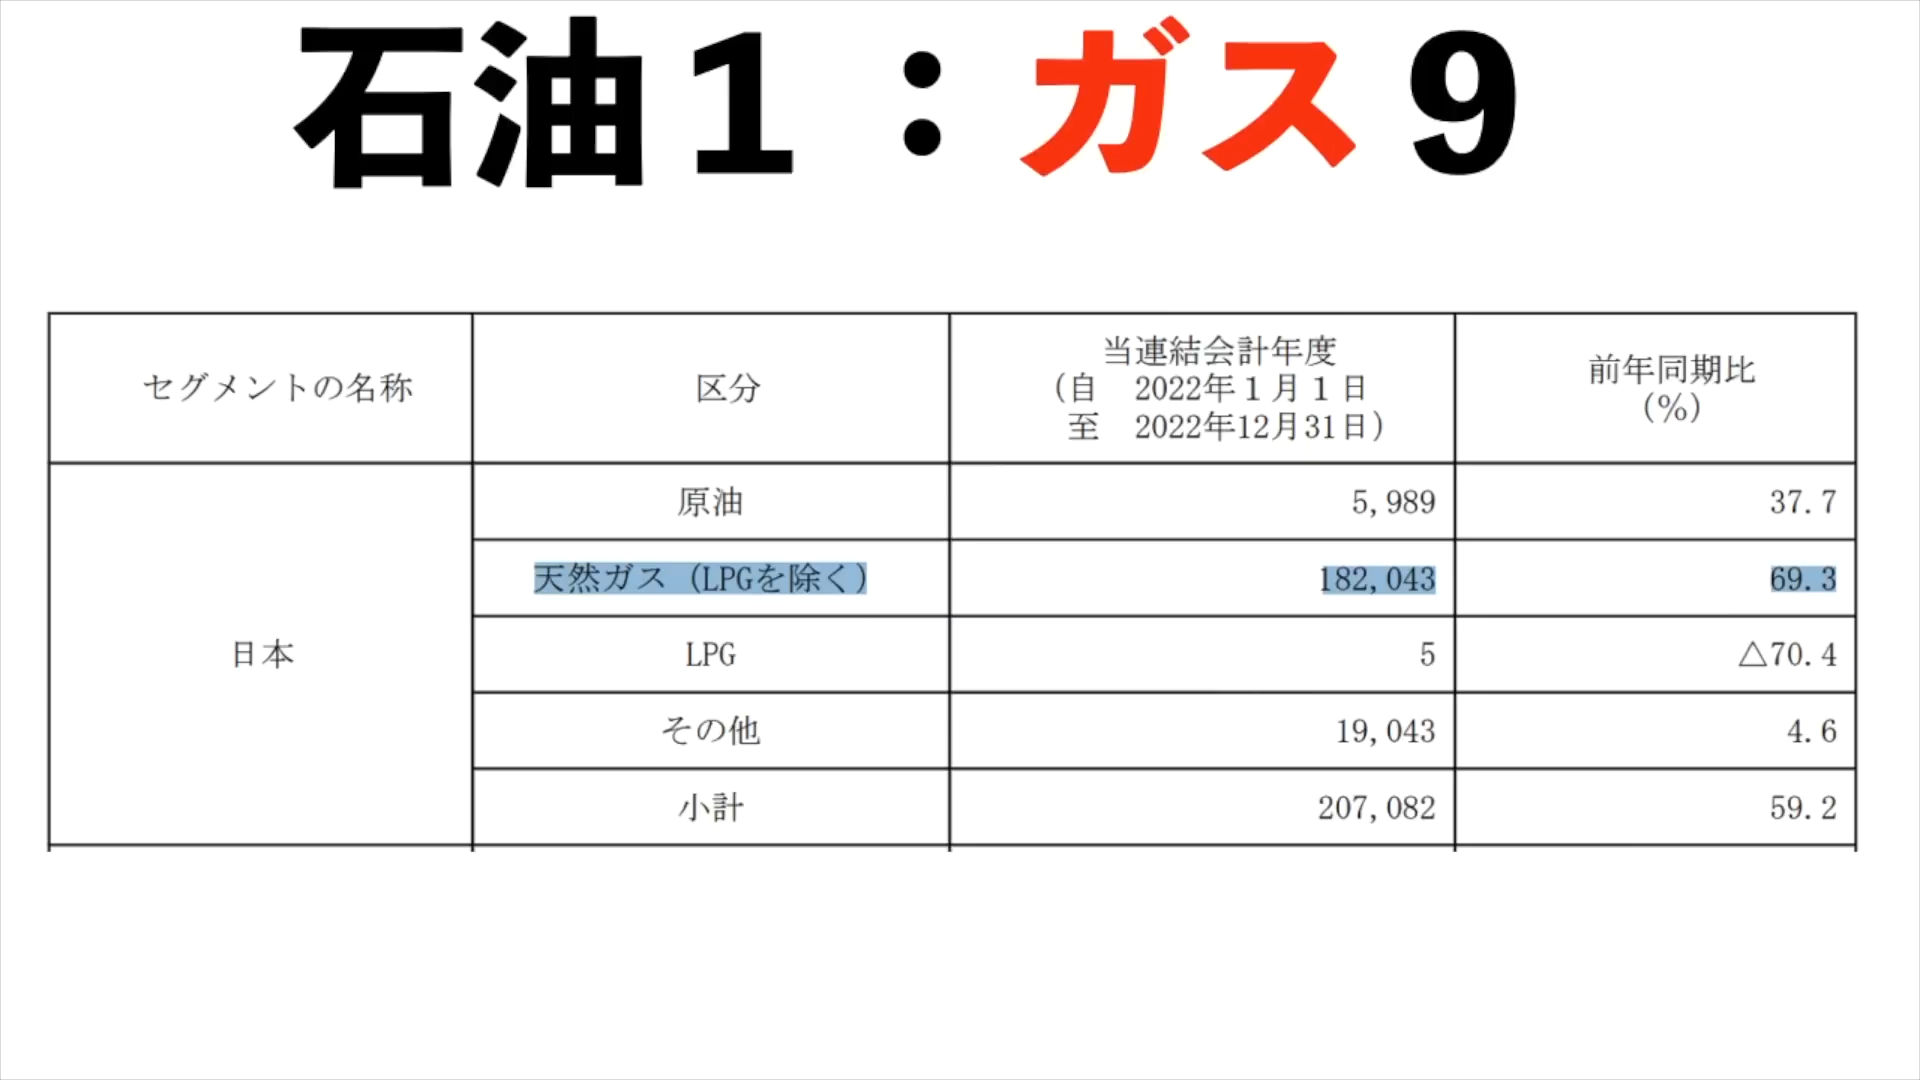 石油１：ガス９
セグメントの名称
区分
当連結会計年度
（自　2022年１月１日
至　2022年12月31日）
前年同期比
（％）
日本
原油
5,989
37.7
天然ガス（LPGを除く）
182,043
69.3
LPG
5
△70.4
その他
19,043
4.6
小計
207,082
59.2